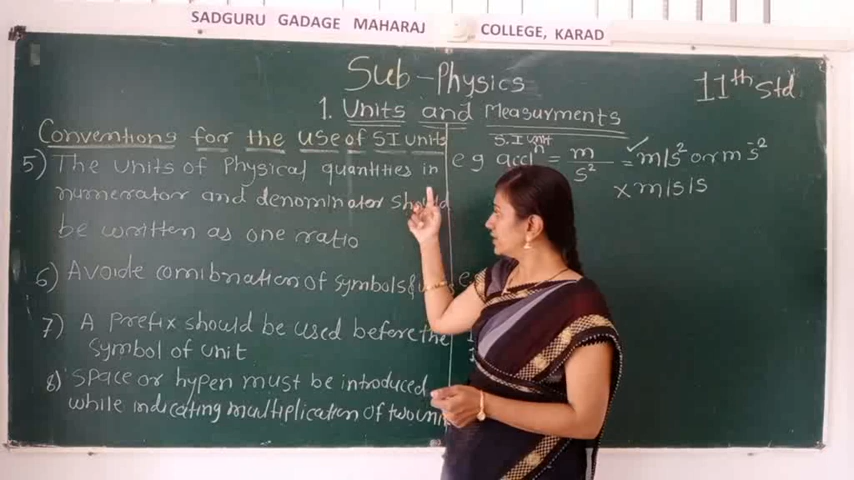 SADGURU GADAGE MAHARAJ COLLEGE, KARAD
Sub-Physics
11th std
1. Units and Measurments
Conventions for the use of SI units
5) The units of Physical quantities in
numerator and denominator should
be written as one ratio
6) Avoide comibnation of symbols &
7) A prefix should be used before the
symbol of unit
8) space or hypen must be introduced
while indicating multiplication of two
S.I unit
e g accln = m/s² = m/s² or m s⁻² ✓
x m/s/s